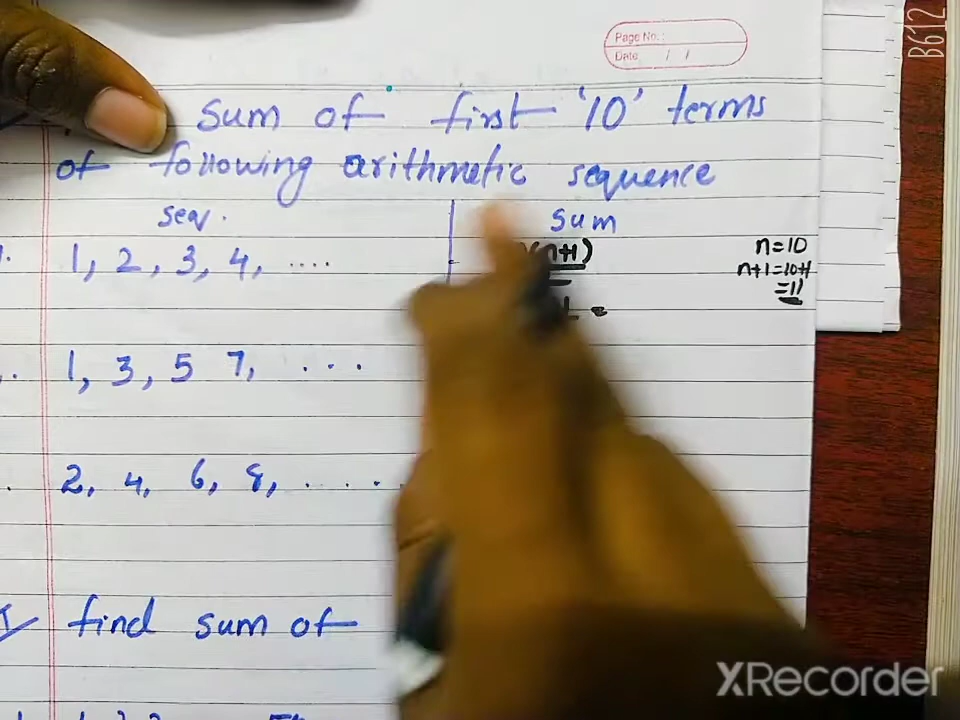 Page No.:
Date / /
B612
Sum of first '10' terms
of following arithmetic sequence
seq. sum
1, 2, 3, 4, ....
(n+1)
n=10
n+1=10+1
=11
1, 3, 5 7, ...
2, 4, 6, 8, .....
find sum of
XRecorder